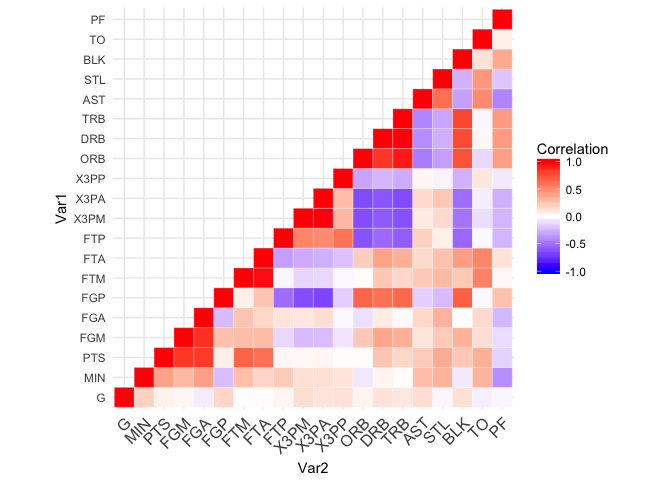 PF
TO
BLK
STL
AST
TRB
DRB
ORB
X3PP
X3PA
X3PM
FTP
FTA
FTM
FGP
FGA
FGM
PTS
MIN
G
Var1
G MIN PTS FGM FGA FGP FTM FTA FTP X3PM X3PA X3PP ORB DRB TRB AST STL BLK TO PF
Var2
Correlation
1.0
0.5
0.0
-0.5
-1.0